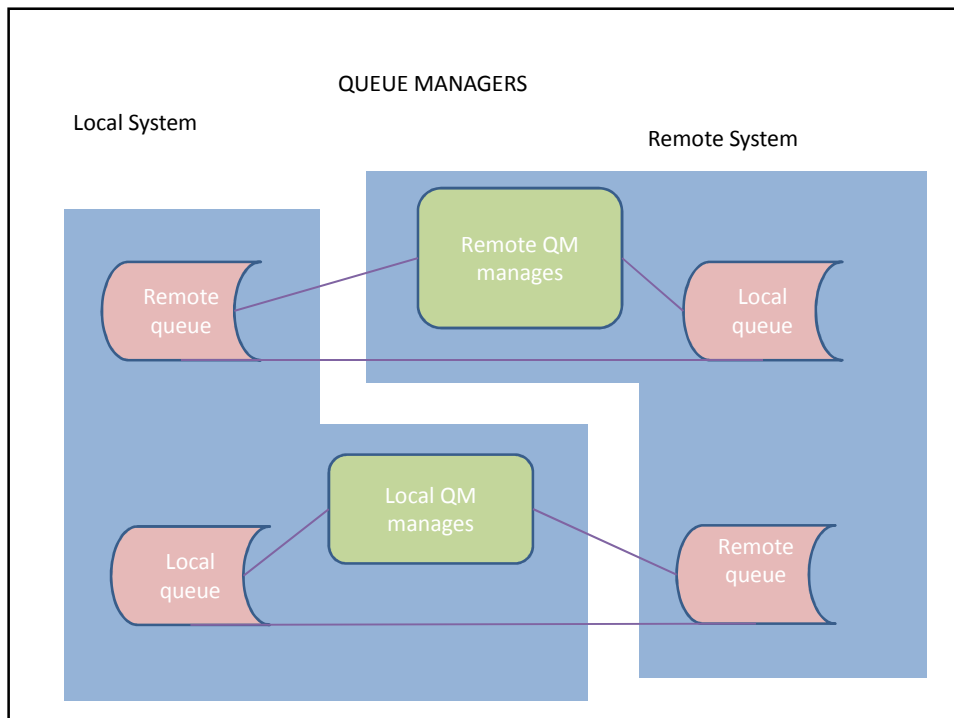 QUEUE MANAGERS
Local System
Remote System
Remote QM
manages
Remote
queue
Local
queue
Local QM
manages
Local
queue
Remote
queue